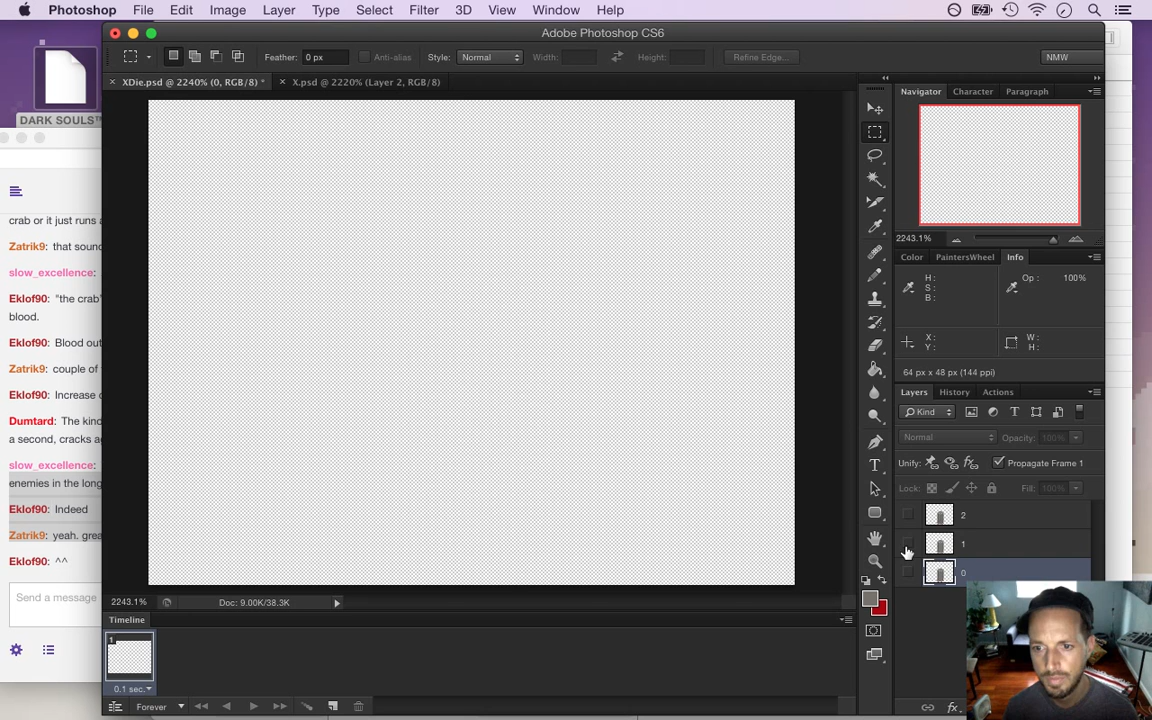 Photoshop File Edit Image Layer Type Select Filter 3D View Window Help
Adobe Photoshop CS6
Feather: 0 px Anti-alias Style: Normal Width: Height: Refine Edge... NMW
XDie.psd @ 2240% (0, RGB/8) * X.psd @ 2220% (Layer 2, RGB/8)
DARK SOULS™
crab or it just runs
Zatrik9: that sound
slow_excellence:
Eklof90: "the crab"
blood.
Eklof90: Blood out
Zatrik9: couple of
Eklof90: Increase
Dumtard: The kind
a second, cracks
slow_excellence:
enemies in the long
Eklof90: Indeed
Zatrik9: yeah. grea
Eklof90: ^^
Send a message
Navigator Character Paragraph
2243.1%
Color PaintersWheel Info
H: Op: 100%
S:
B:
X: W:
Y: H:
64 px x 48 px (144 ppi)
Layers History Actions
Kind
Normal Opacity: 100%
Unify: Propagate Frame 1
Lock: Fill: 100%
2
1
0
2243.1% Doc: 9.00K/38.3K
Timeline
1
0.1 sec.
Forever
fx